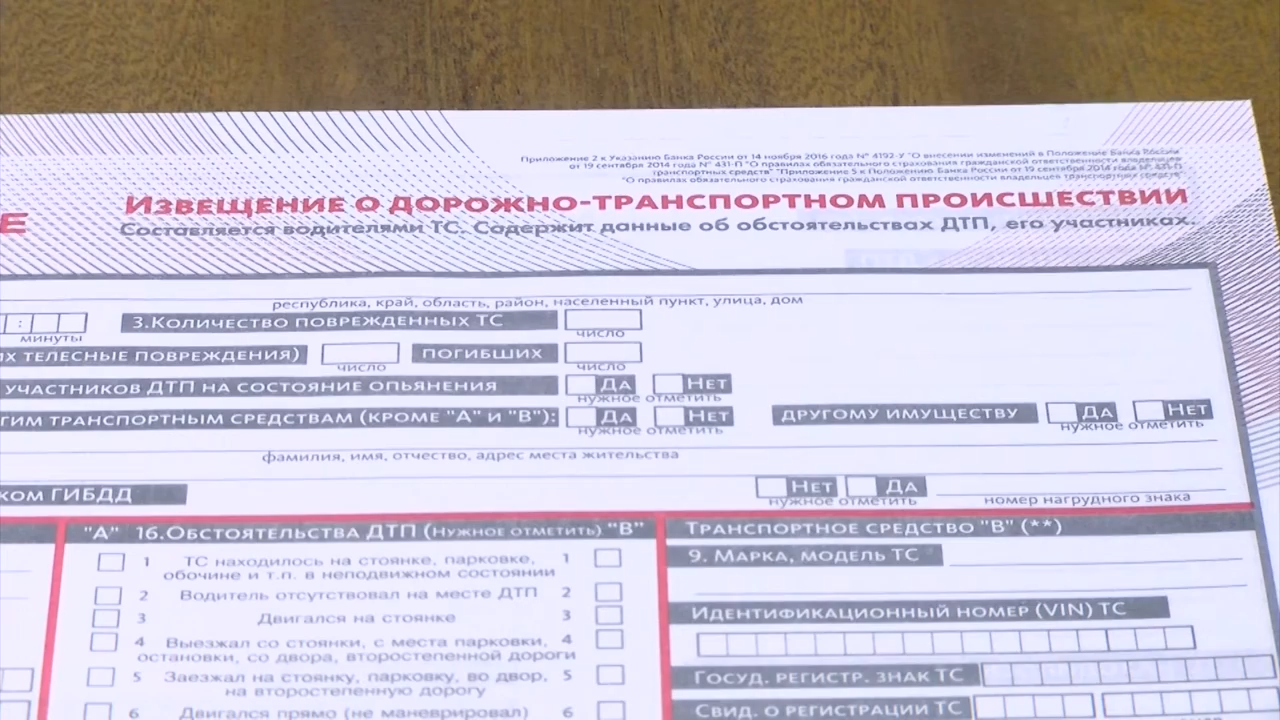 Приложение 2 к Указанию Банка России от 14 ноября 2016 года № 4192-У "О внесении изменений в Положение Банка России
от 19 сентября 2014 года № 431-П "О правилах обязательного страхования гражданской ответственности владельцев
транспортных средств" "Приложение 5 к Положению Банка России от 19 сентября 2014 года № 431-П
"О правилах обязательного страхования гражданской ответственности владельцев транспортных средств"
Е ИЗВЕЩЕНИЕ О ДОРОЖНО-ТРАНСПОРТНОМ ПРОИСШЕСТВИИ
Составляется водителями ТС. Содержит данные об обстоятельствах ДТП, его участниках.
республика, край, область, район, населенный пункт, улица, дом
: минуты 3.Количество поврежденных ТС число
их телесные повреждения) число погибших число
участников ДТП на состояние опьянения Да Нет
нужное отметить
гим транспортным средствам (кроме "А" и "В"): Да Нет другому имуществу Да Нет
нужное отметить нужное отметить
фамилия, имя, отчество, адрес места жительства
ком ГИБДД Нет Да
нужное отметить номер нагрудного знака
"А" 16.Обстоятельства ДТП (нужное отметить) "В" Транспортное средство "В" (**)
1 ТС находилось на стоянке, парковке, 1
обочине и т.п. в неподвижном состоянии
9. Марка, модель ТС
2 Водитель отсутствовал на месте ДТП 2
3 Двигался на стоянке 3
Идентификационный номер (VIN) ТС
4 Выезжал со стоянки, с места парковки, 4
остановки, со двора, второстепенной дороги
5 Заезжал на стоянку, парковку, во двор, 5
на второстепенную дорогу
Госуд. регистр. знак ТС
6 Двигался прямо (не маневрировал) 6
Свид. о регистрации ТС